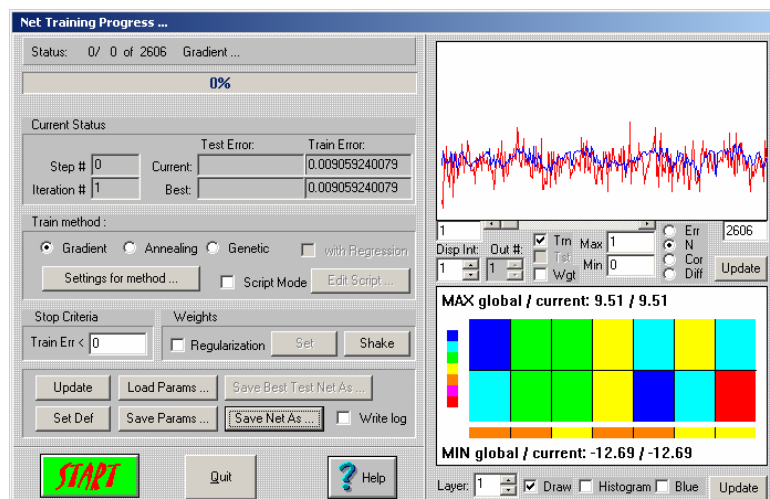 Net Training Progress ...
Status: 0/ 0 of 2606 Gradient ...
0%
Current Status
Test Error: Train Error:
Step # 0 Current: 0.009059240079
Iteration # 1 Best: 0.009059240079
Train method :
Gradient Annealing Genetic with Regression
Settings for method ... Script Mode Edit Script ...
Stop Criteria Weights
Train Err < 0 Regularization Set Shake
Update Load Params ... Save Best Test Net As ...
Set Def Save Params ... Save Net As ... Write log
START Quit ? Help
1 2606
Disp Int: Out #: Trn Max 1 Err
1 1 Tst Min 0 N
Wgt Cor
Diff Update
MAX global / current: 9.51 / 9.51
MIN global / current: -12.69 / -12.69
Layer: 1 Draw Histogram Blue Update